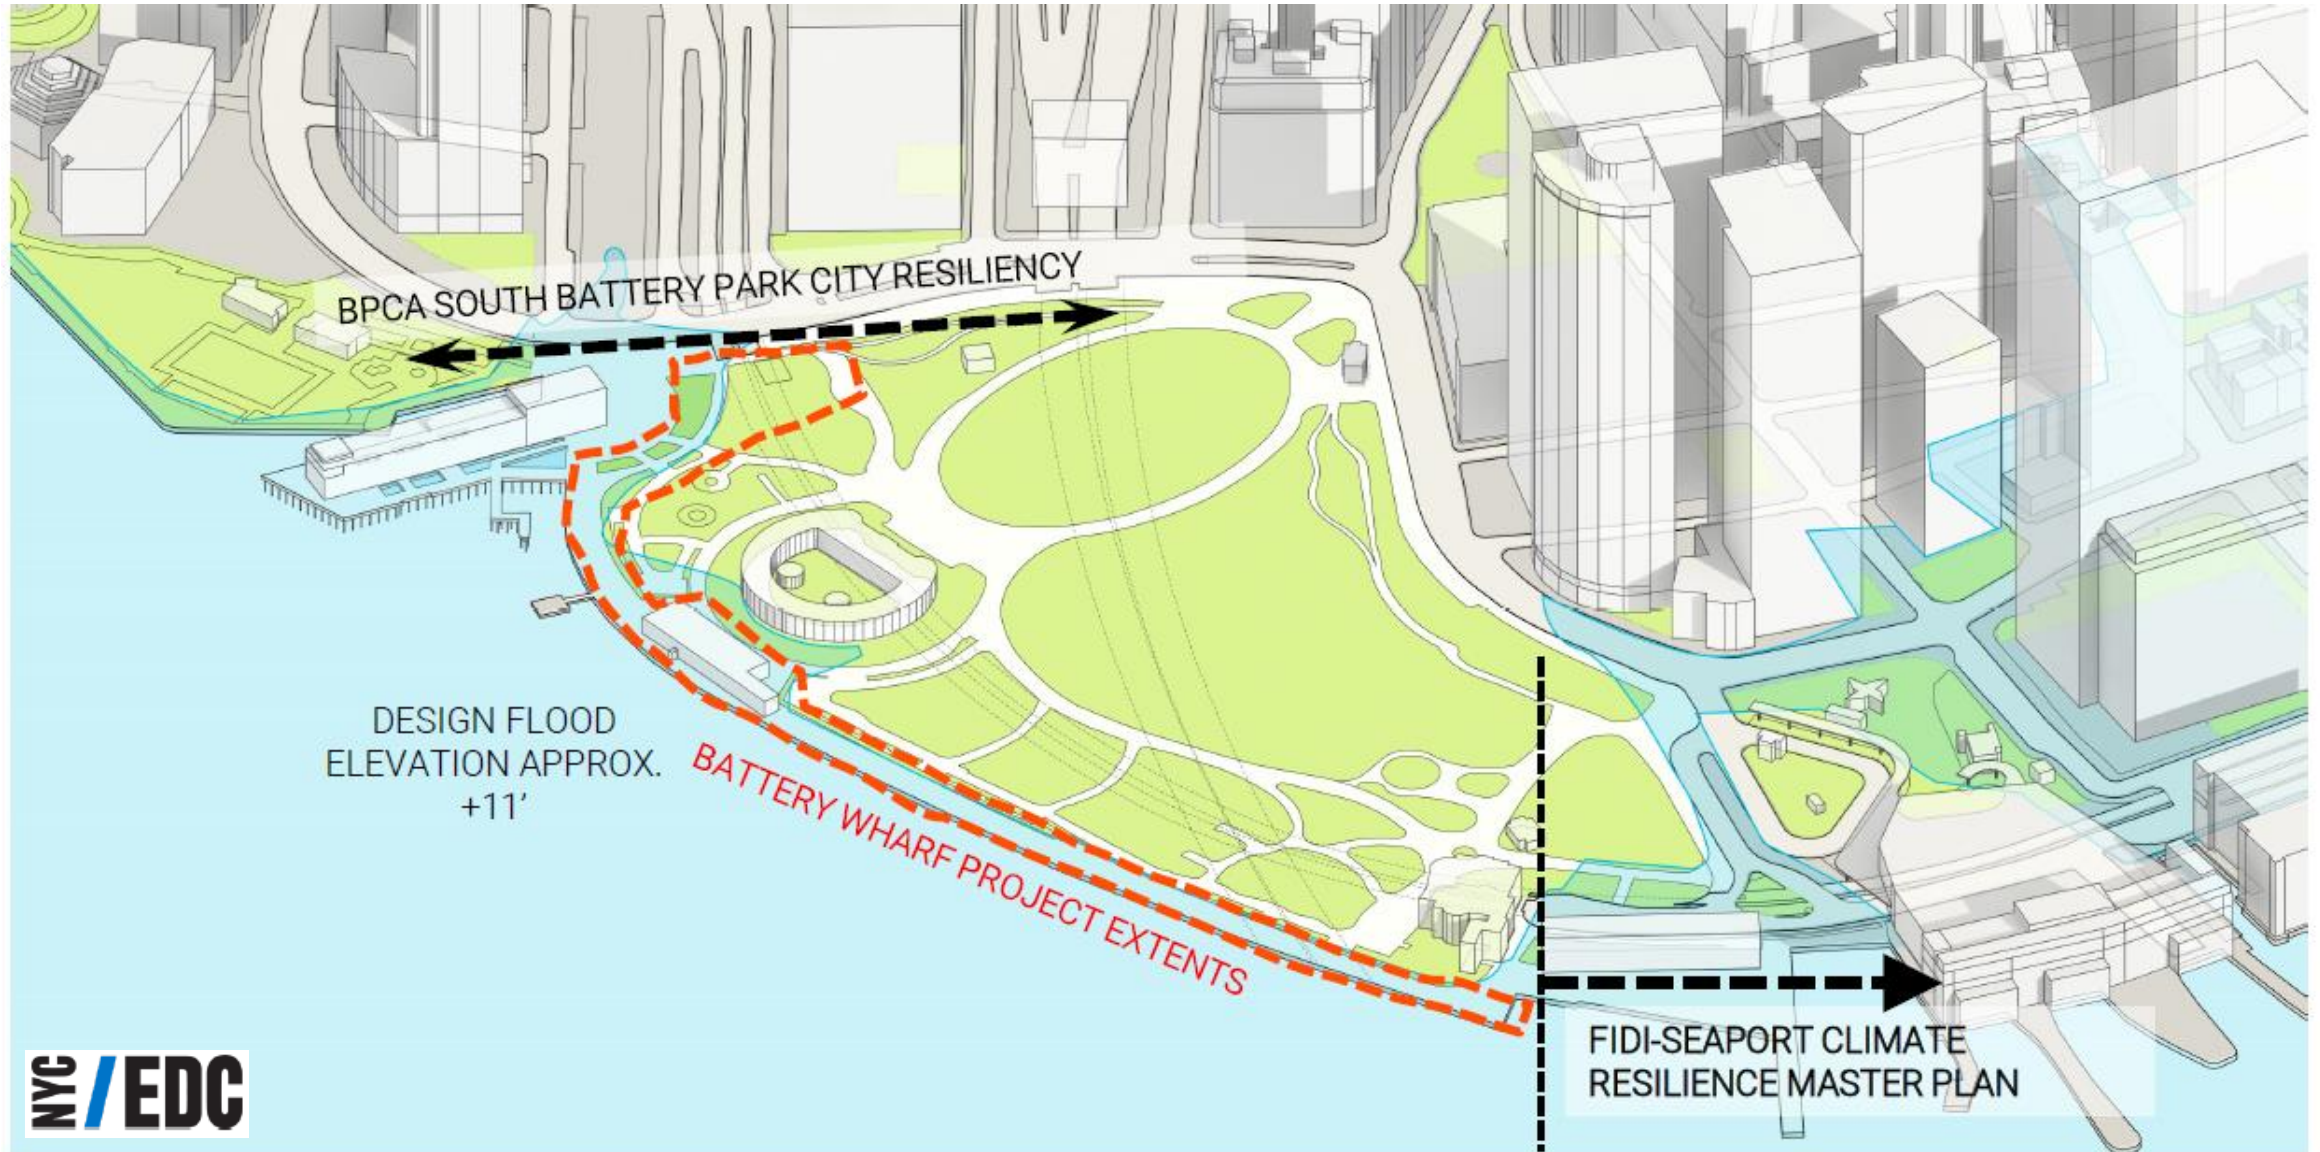 BPCA SOUTH BATTERY PARK CITY RESILIENCY
DESIGN FLOOD
ELEVATION APPROX.
+11’
BATTERY WHARF PROJECT EXTENTS
FIDI-SEAPORT CLIMATE
RESILIENCE MASTER PLAN
NYC/EDC